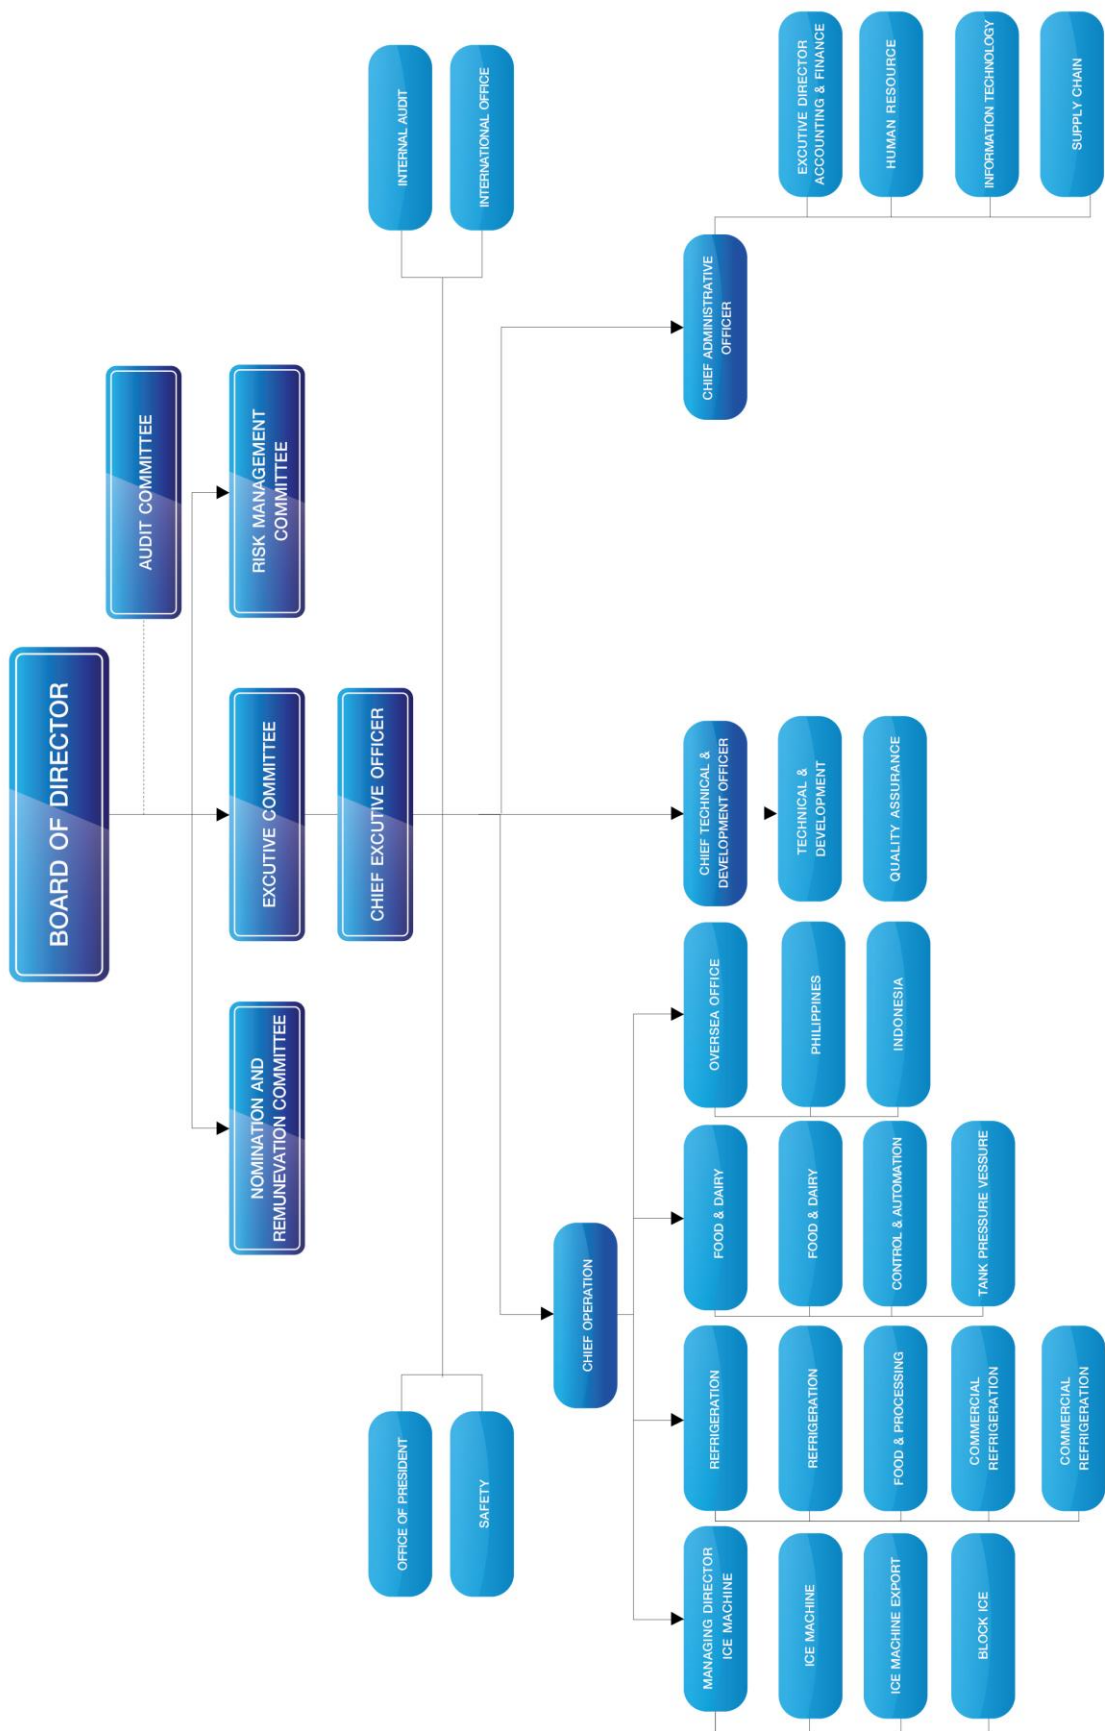 BOARD OF DIRECTOR
AUDIT COMMITTEE
NOMINATION AND
REMUNEVATION COMMITTEE
EXCUTIVE COMMITTEE
RISK MANAGEMENT
COMMITTEE
CHIEF EXCUTIVE OFFICER
OFFICE OF PRESIDENT
SAFETY
INTERNAL AUDIT
INTERNATIONAL OFFICE
CHIEF OPERATION
MANAGING DIRECTOR
ICE MACHINE
ICE MACHINE
ICE MACHINE EXPORT
BLOCK ICE
REFRIGERATION
REFRIGERATION
FOOD & PROCESSING
COMMERCIAL
REFRIGERATION
COMMERCIAL
REFRIGERATION
FOOD & DAIRY
FOOD & DAIRY
CONTROL & AUTOMATION
TANK PRESSURE VESSURE
OVERSEA OFFICE
PHILIPPINES
INDONESIA
CHIEF TECHNICAL &
DEVELOPMENT OFFICER
TECHNICAL &
DEVELOPMENT
QUALITY ASSURANCE
CHIEF ADMINISTRATIVE
OFFICER
EXCUTIVE DIRECTOR
ACCOUNTING & FINANCE
HUMAN RESOURCE
INFORMATION TECHNOLOGY
SUPPLY CHAIN